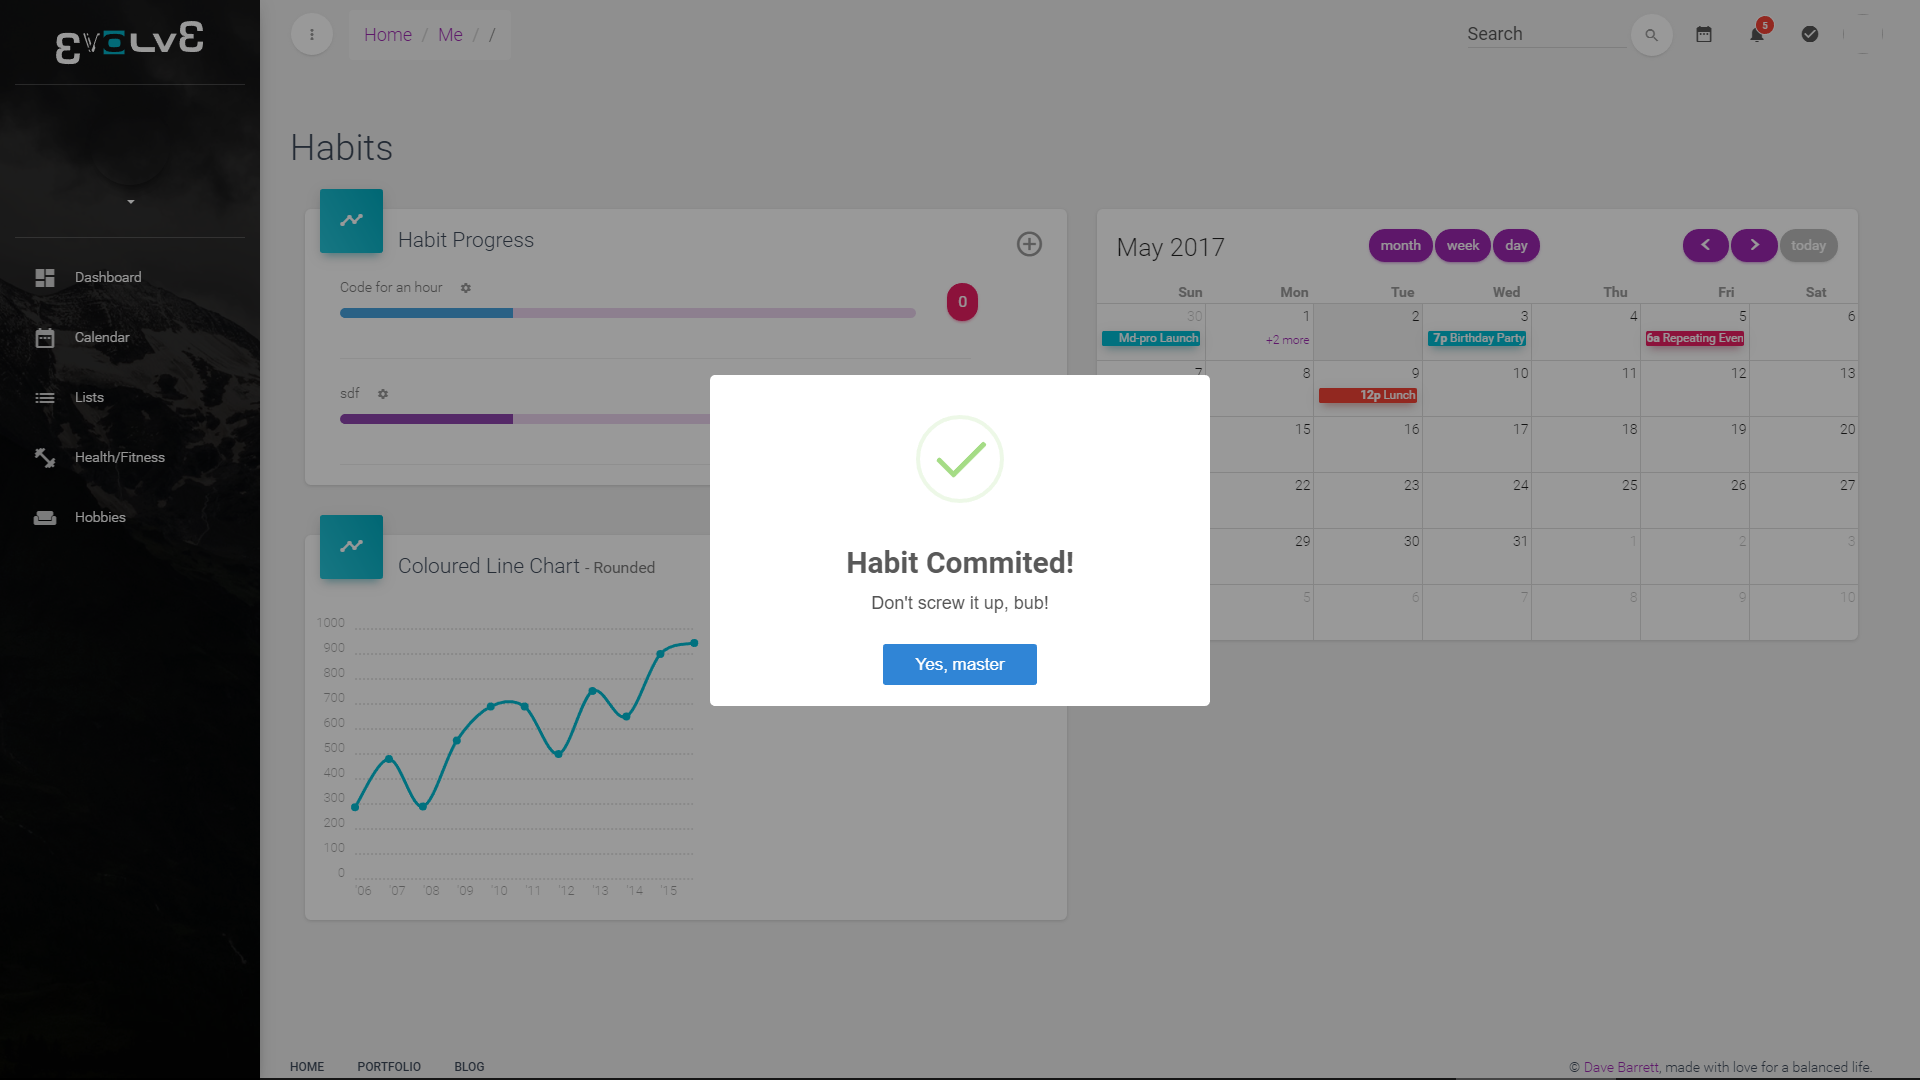 EVOLVE
Home / Me / /
Search
5
Habits
Dashboard
Calendar
Lists
Health/Fitness
Hobbies
Habit Progress
Code for an hour
0
sdf
May 2017
month week day
today
Sun Mon Tue Wed Thu Fri Sat
30 1 2 3 4 5 6
Md-pro Launch +2 more 7p Birthday Party 6a Repeating Even
7 8 9 10 11 12 13
12p Lunch
15 16 17 18 19 20
22 23 24 25 26 27
29 30 31 1 2 3
5 6 7 8 9 10
Habit Commited!
Don't screw it up, bub!
Yes, master
Coloured Line Chart - Rounded
1000
900
800
700
600
500
400
300
200
100
0
'06 '07 '08 '09 '10 '11 '12 '13 '14 '15
HOME PORTFOLIO BLOG
© Dave Barrett, made with love for a balanced life.